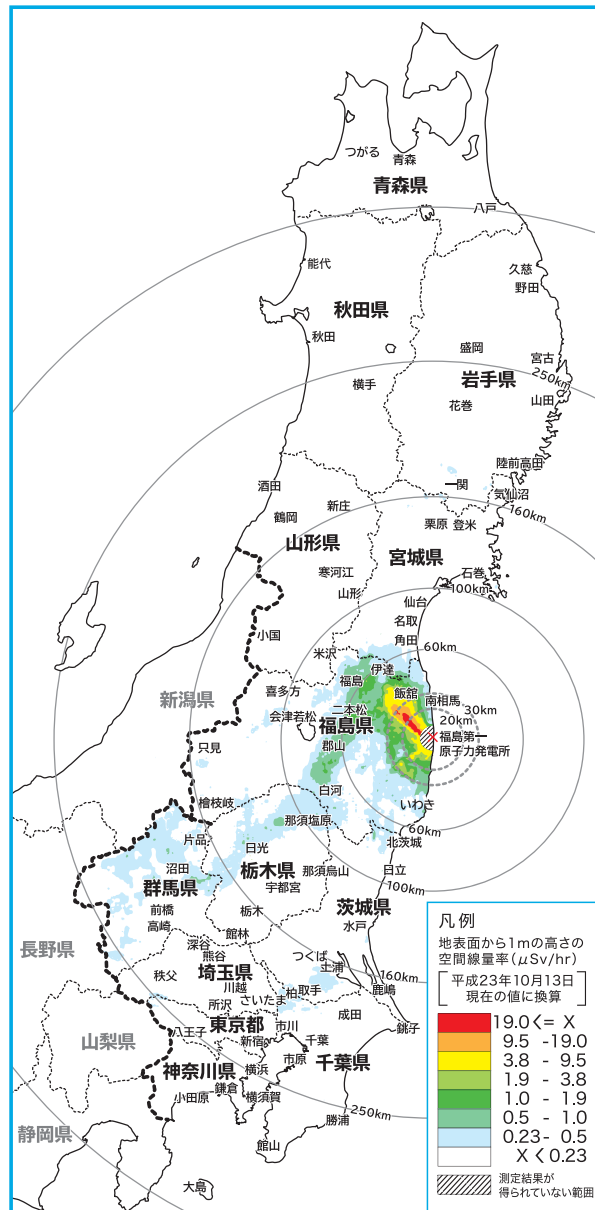 つがる
青森
青森県
八戸
能代
久慈
野田
秋田県
秋田
盛岡
宮古
岩手県
250km
横手
花巻
山田
陸前高田
一関
気仙沼
酒田
新庄
160km
鶴岡
栗原 登米
山形県
宮城県
寒河江
石巻
山形
100km
仙台
名取
小国
角田
米沢
60km
伊達
福島
飯舘
喜多方
南相馬
新潟県
30km
二本松
会津若松
20km
福島県
福島第一
原子力発電所
只見
郡山
白河
檜枝岐
いわき
那須塩原
60km
片品
日光
北茨城
沼田
栃木県
那須烏山
日立
群馬県
宇都宮
100km
前橋
栃木
茨城県
高崎
水戸
館林
長野県
深谷
熊谷
つくば
土浦
160km
秩父
埼玉県
川越
柏
取手
鹿嶋
所沢
さいたま
成田
東京都
八王子
市川
銚子
山梨県
新宿
千葉
神奈川県
横浜
市原
千葉県
小田原
鎌倉
横須賀
250km
勝浦
静岡県
館山
大島
凡例
地表面から1mの高さの
空間線量率(μSv/hr)
平成23年10月13日
現在の値に換算
19.0<= X
9.5 -19.0
3.8 - 9.5
1.9 - 3.8
1.0 - 1.9
0.5 - 1.0
0.23- 0.5
X<0.23
測定結果が
得られていない範囲